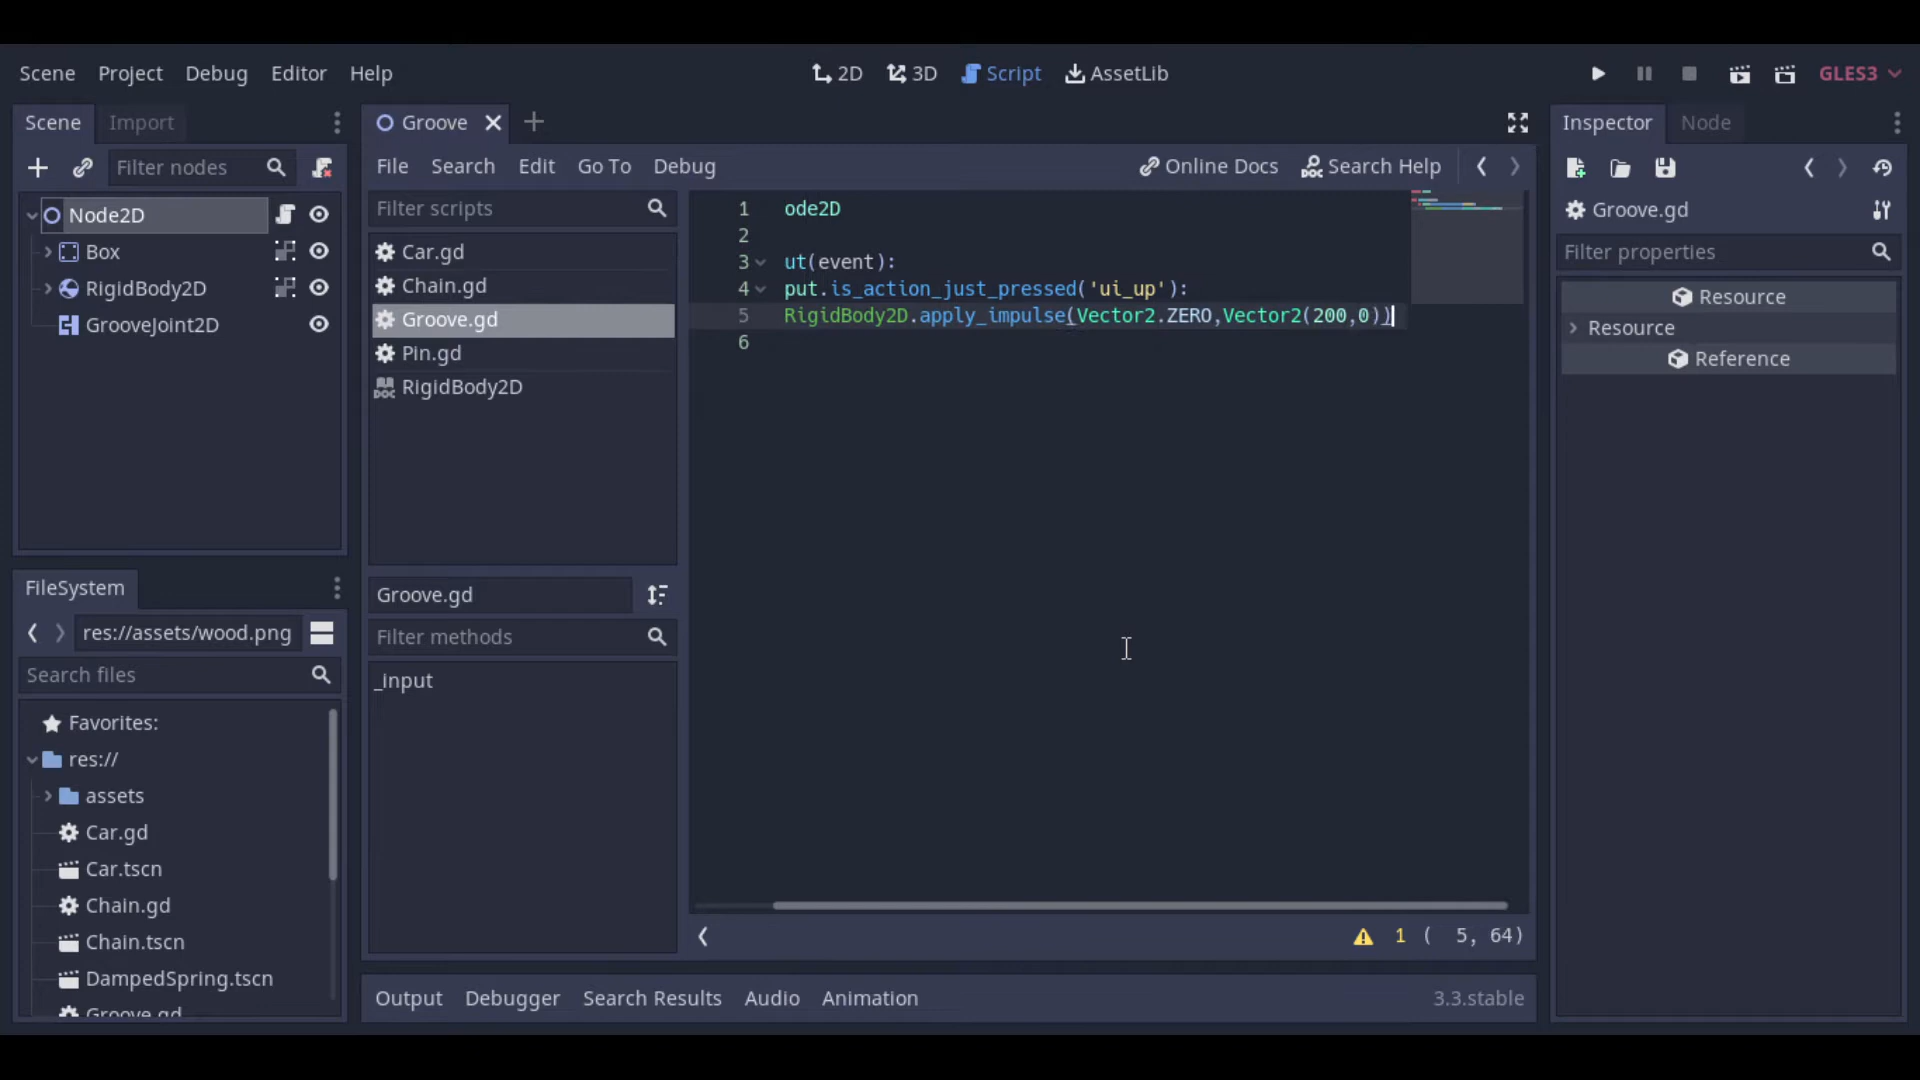 Scene Project Debug Editor Help 2D 3D Script AssetLib GLES3
Scene Import
Filter nodes
Node2D
Box
RigidBody2D
GrooveJoint2D
FileSystem
res://assets/wood.png
Search files
Favorites:
res://
assets
Car.gd
Car.tscn
Chain.gd
Chain.tscn
DampedSpring.tscn
Groove.gd
Groove
File Search Edit Go To Debug Online Docs Search Help
Filter scripts
Car.gd
Chain.gd
Groove.gd
Pin.gd
RigidBody2D
Groove.gd
Filter methods
_input
1 ode2D
2
3 ut(event):
4 put.is_action_just_pressed('ui_up'):
5 RigidBody2D.apply_impulse(Vector2.ZERO,Vector2(200,0))
6
1 ( 5, 64)
Output Debugger Search Results Audio Animation 3.3.stable
Inspector Node
Groove.gd
Filter properties
Resource
Resource
Reference